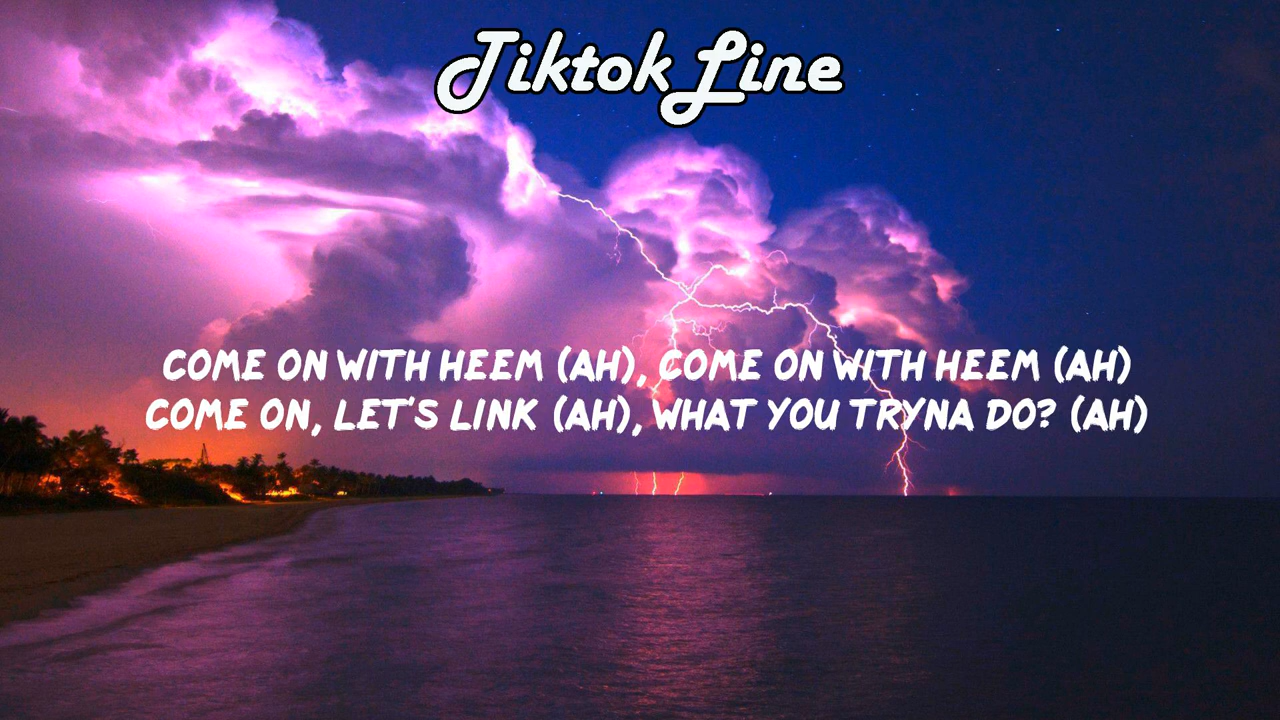 Tiktok Line
COME ON WITH HEEM (AH), COME ON WITH HEEM (AH)
COME ON, LET'S LINK (AH), WHAT YOU TRYNA DO? (AH)